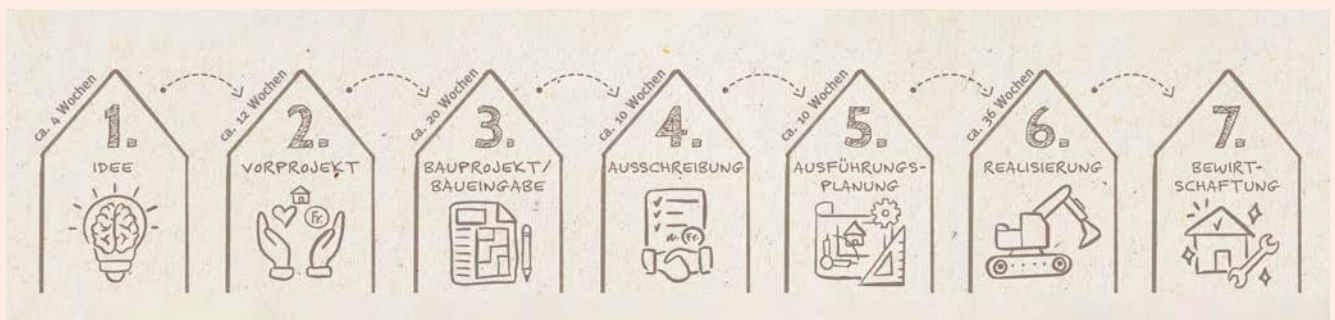 ca. 4 Wochen
1.
IDEE
ca. 12 Wochen
2.
VORPROJEKT
Fr.
ca. 20 Wochen
3.
BAUPROJEKT/
BAUEINGABE
ca. 10 Wochen
4.
AUSSCHREIBUNG
Fr.
ca. 10 Wochen
5.
AUSFÜHRUNGS-
PLANUNG
ca. 36 Wochen
6.
REALISIERUNG
7.
BEWIRT-
SCHAFTUNG